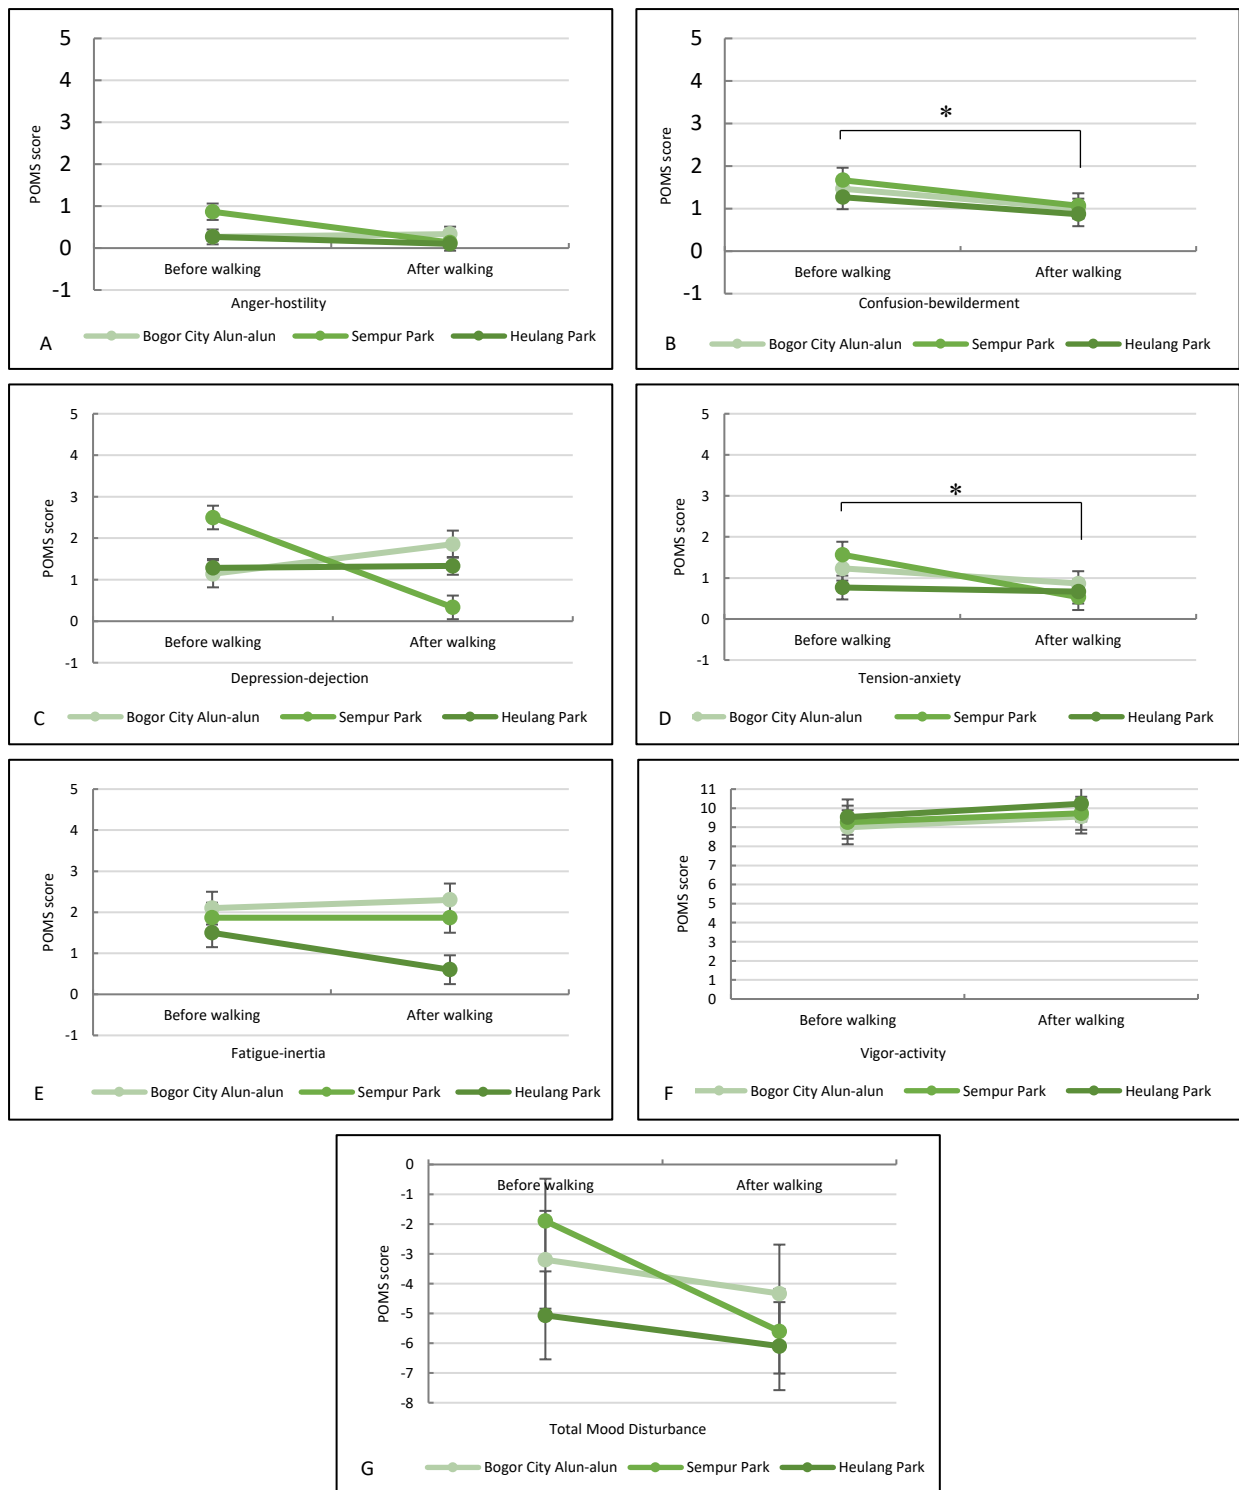 5
4
3
2
1
0
-1
POMS score
Before walking After walking
Anger-hostility
A Bogor City Alun-alun Sempur Park Heulang Park
5
4
3
2
1
0
-1
POMS score
*
Before walking After walking
Confusion-bewilderment
B Bogor City Alun-alun Sempur Park Heulang Park
5
4
3
2
1
0
-1
POMS score
Before walking After walking
Depression-dejection
C Bogor City Alun-alun Sempur Park Heulang Park
5
4
3
2
1
0
-1
POMS score
*
Before walking After walking
Tension-anxiety
D Bogor City Alun-alun Sempur Park Heulang Park
5
4
3
2
1
0
-1
POMS score
Before walking After walking
Fatigue-inertia
E Bogor City Alun-alun Sempur Park Heulang Park
11
10
9
8
7
6
5
4
3
2
1
0
POMS score
Before walking After walking
Vigor-activity
F Bogor City Alun-alun Sempur Park Heulang Park
0
-1
-2
-3
-4
-5
-6
-7
-8
POMS score
Before walking After walking
Total Mood Disturbance
G Bogor City Alun-alun Sempur Park Heulang Park